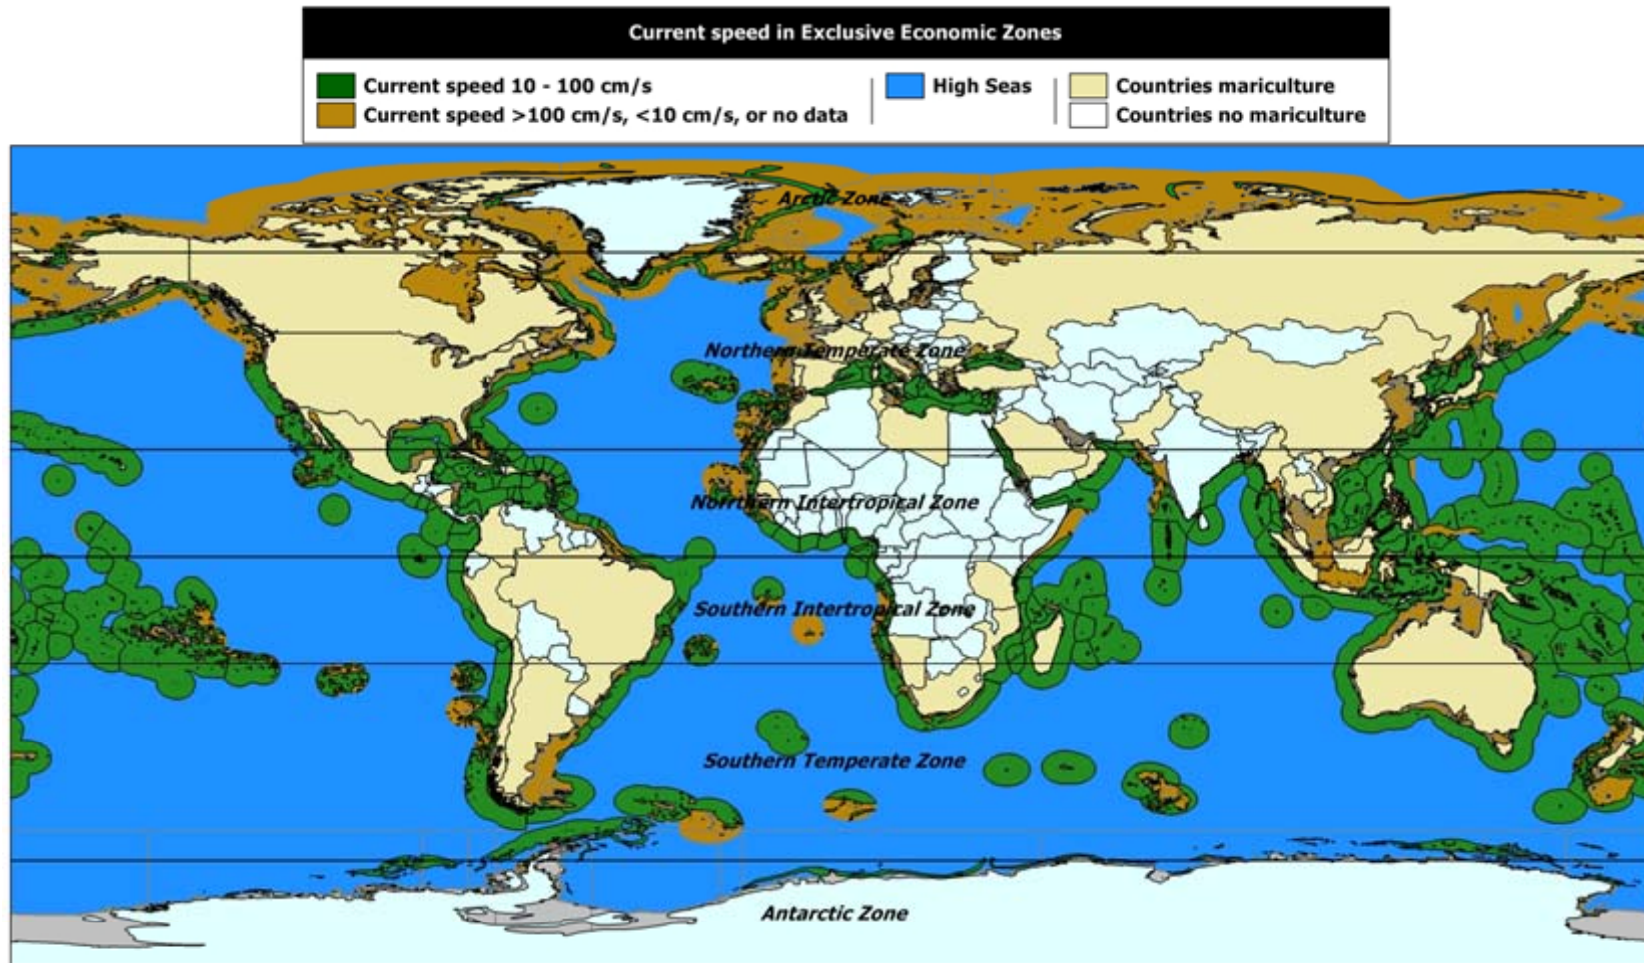 Current speed in Exclusive Economic Zones
Current speed 10 - 100 cm/s
High Seas
Countries mariculture
Current speed >100 cm/s, <10 cm/s, or no data
Countries no mariculture
Arctic Zone
Northern Temperate Zone
Norrthern Intertropical Zone
Southern Intertropical Zone
Southern Temperate Zone
Antarctic Zone